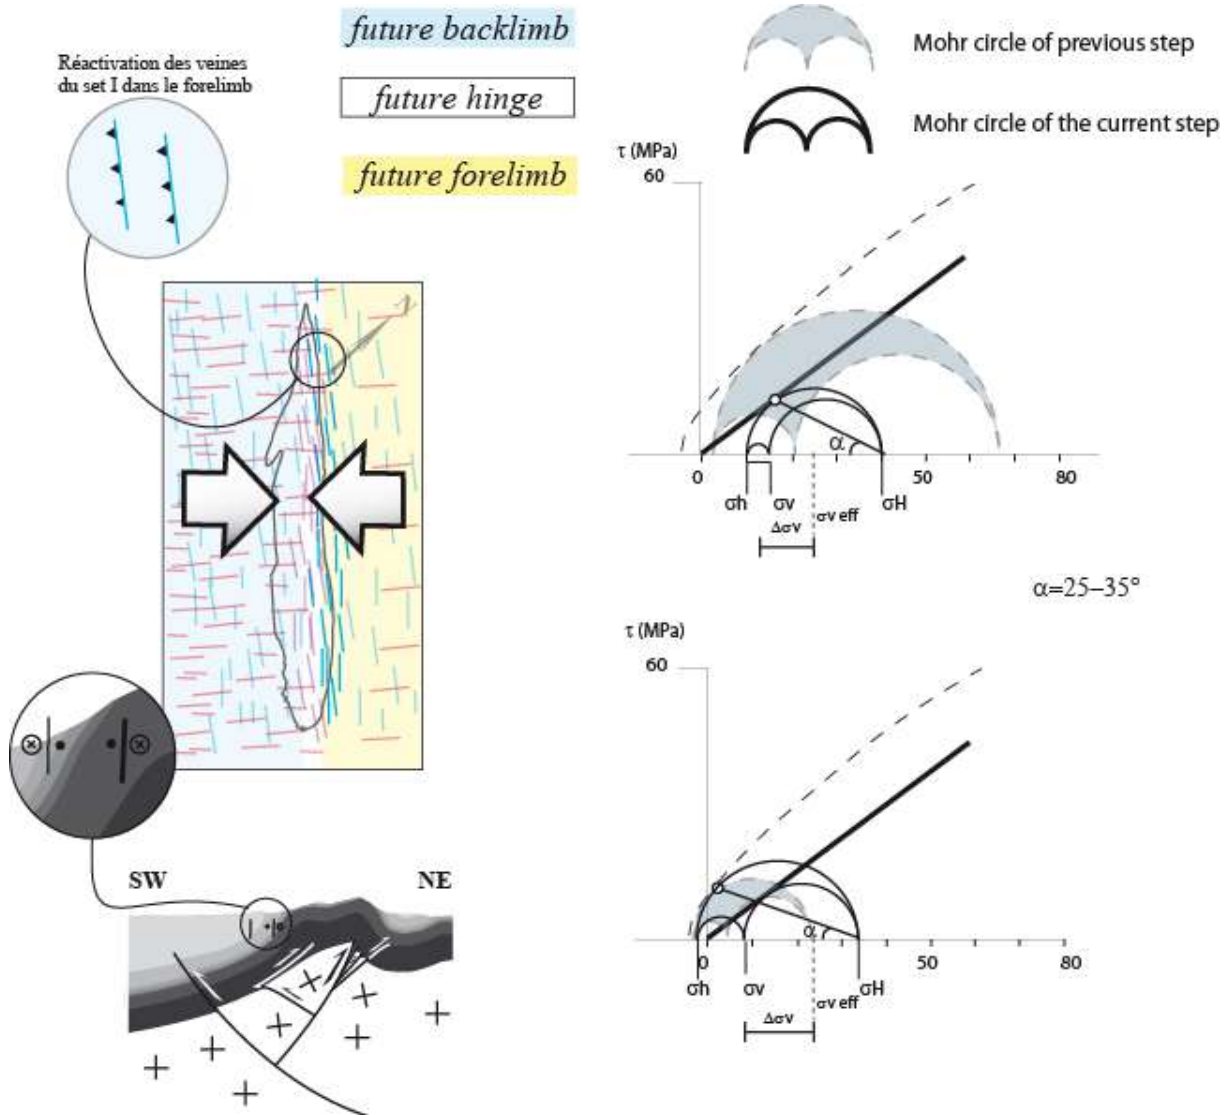 Réactivation des veines
du set I dans le forelimb
future backlimb
future hinge
future forelimb
Mohr circle of previous step
Mohr circle of the current step
τ (MPa)
60
α
0
50
80
σh
σv
σv eff
σH
Δσv
α=25–35°
τ (MPa)
60
α
0
50
80
σh
σv
σv eff
σH
Δσv
SW
NE